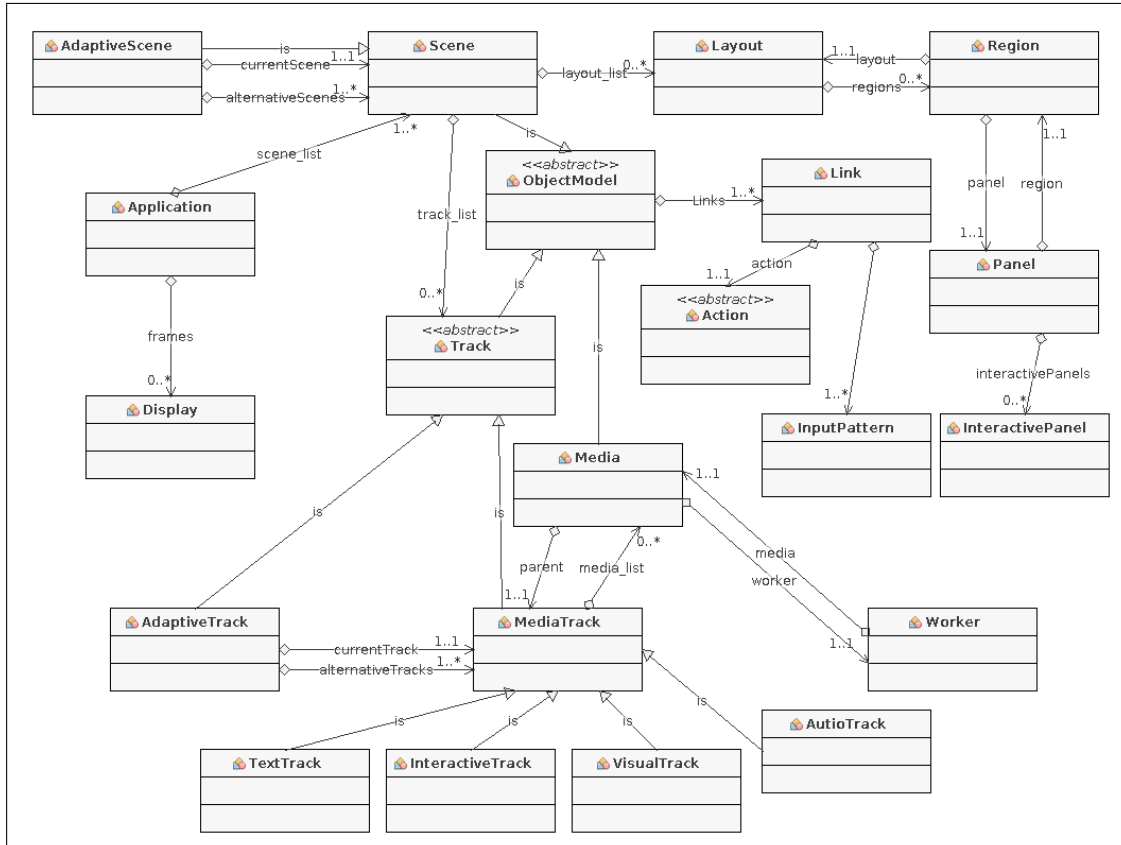 AdaptiveScene
is
Scene
currentScene
1..1
alternativeScenes
1..*
layout_list
0..*
Layout
1..1
layout
regions
0..*
Region
scene_list
1..*
is
<<abstract>>
ObjectModel
Links
1..*
Link
panel
1..1
region
1..1
Application
track_list
0..*
action
1..1
<<abstract>>
Action
Panel
frames
0..*
is
<<abstract>>
Track
is
1..*
interactivePanels
0..*
Display
InputPattern
InteractivePanel
Media
is
is
1..1
media
worker
1..1
parent
1..1
media_list
0..*
AdaptiveTrack
currentTrack
1..1
alternativeTracks
1..*
MediaTrack
Worker
is
is
is
is
AutioTrack
TextTrack
InteractiveTrack
VisualTrack